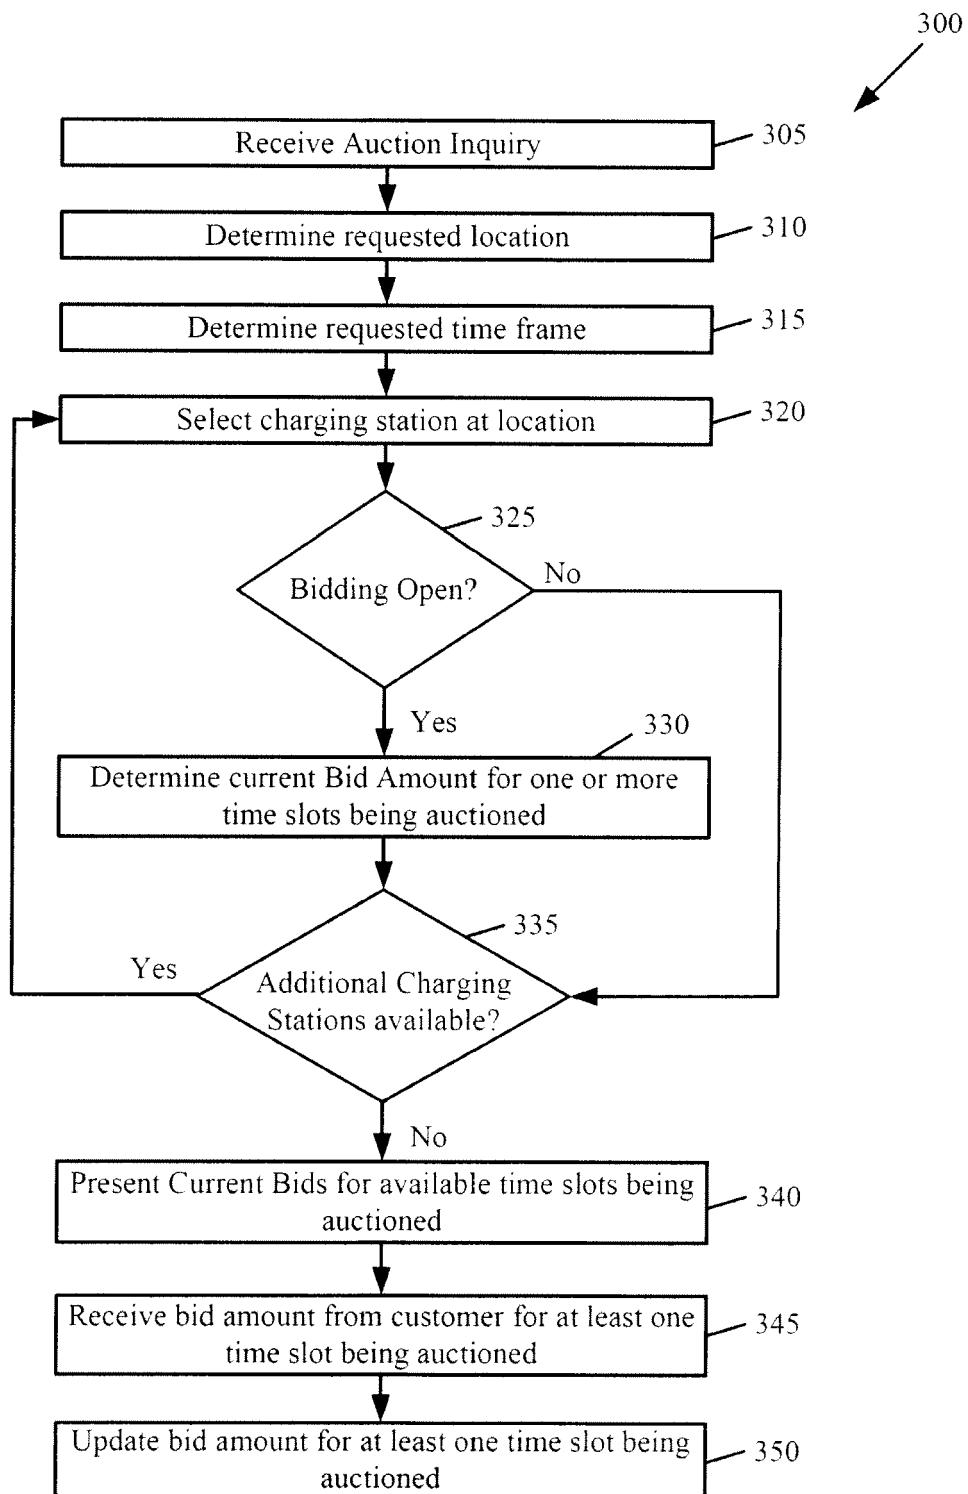 300
Receive Auction Inquiry
305
Determine requested location
310
Determine requested time frame
315
Select charging station at location
320
325
Bidding Open?
No
Yes
330
Determine current Bid Amount for one or more
time slots being auctioned
335
Yes
Additional Charging
Stations available?
No
Present Current Bids for available time slots being
auctioned
340
Receive bid amount from customer for at least one
time slot being auctioned
345
Update bid amount for at least one time slot being
auctioned
350